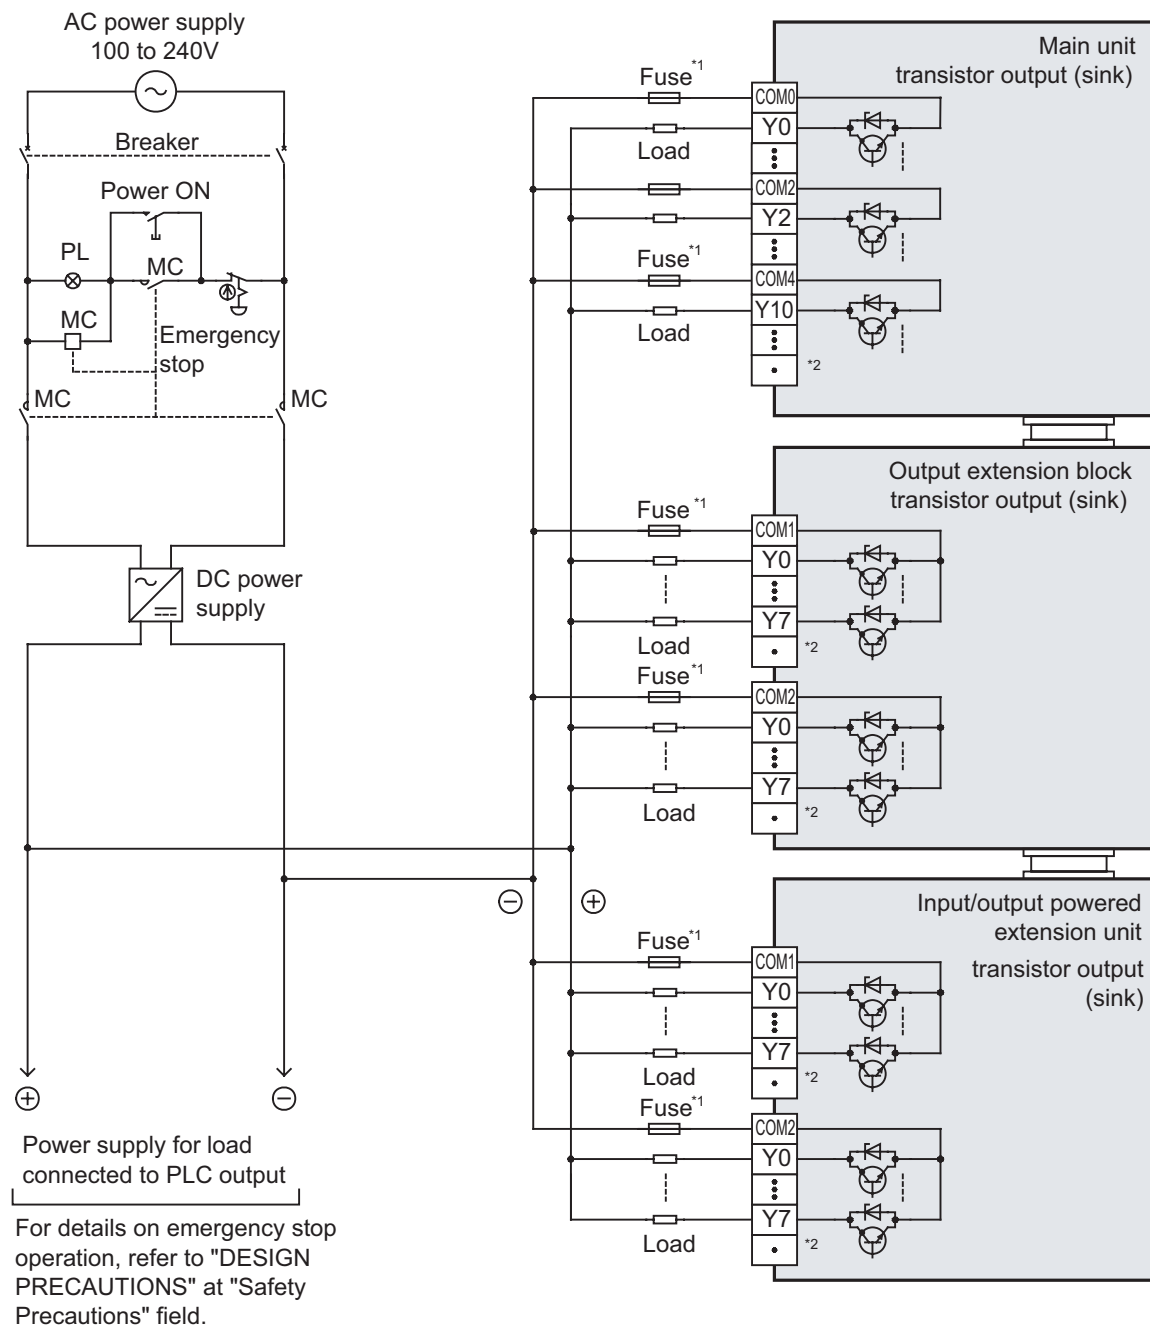 AC power supply
100 to 240V
Breaker
Power ON
PL
MC
MC
Emergency
stop
MC
MC
DC power
supply
Power supply for load
connected to PLC output
For details on emergency stop
operation, refer to "DESIGN
PRECAUTIONS" at "Safety
Precautions" field.
Main unit
transistor output (sink)
Fuse*1
COM0
Y0
Load
COM2
Y2
Fuse*1
COM4
Y10
Load
*2
Output extension block
transistor output (sink)
Fuse*1
COM1
Y0
Y7
Load
*2
Fuse*1
COM2
Y0
Y7
Load
*2
Input/output powered
extension unit
transistor output
(sink)
Fuse*1
COM1
Y0
Y7
Load
*2
Fuse*1
COM2
Y0
Y7
Load
*2